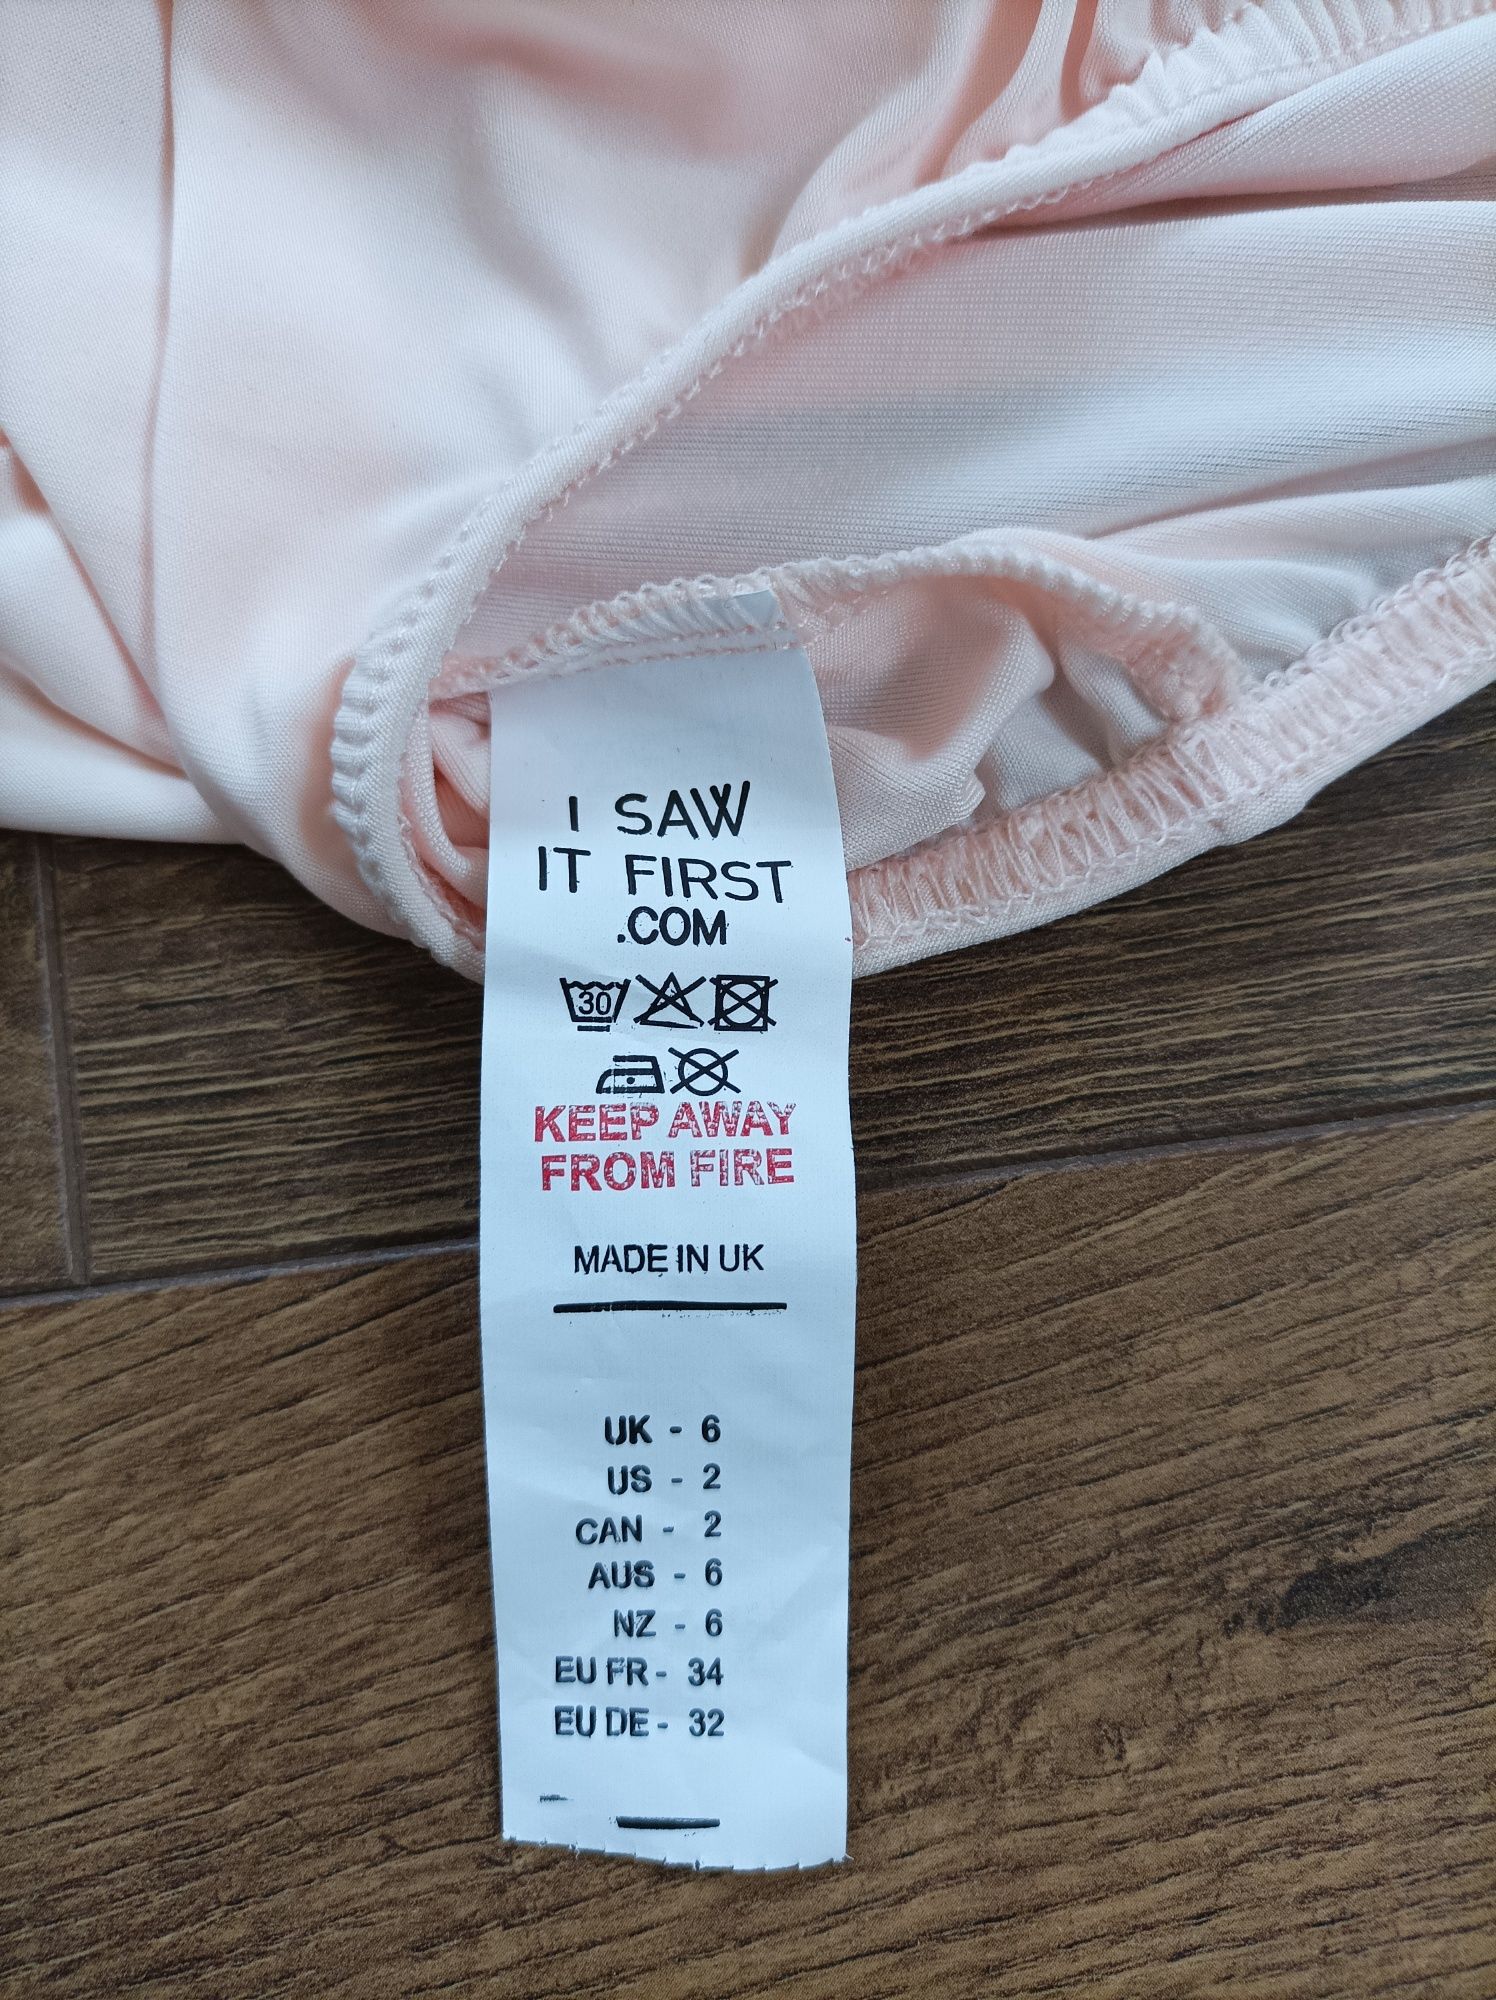 I SAW
IT FIRST
.COM
30
KEEP AWAY
FROM FIRE
MADE IN UK
UK - 6
US - 2
CAN - 2
AUS - 6
NZ - 6
EU FR - 34
EU DE - 32